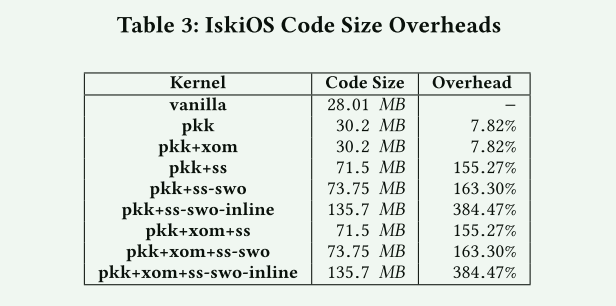 Table 3: IskiOS Code Size Overheads
Kernel Code Size Overhead
vanilla 28.01 MB –
pkk 30.2 MB 7.82%
pkk+xom 30.2 MB 7.82%
pkk+ss 71.5 MB 155.27%
pkk+ss-swo 73.75 MB 163.30%
pkk+ss-swo-inline 135.7 MB 384.47%
pkk+xom+ss 71.5 MB 155.27%
pkk+xom+ss-swo 73.75 MB 163.30%
pkk+xom+ss-swo-inline 135.7 MB 384.47%